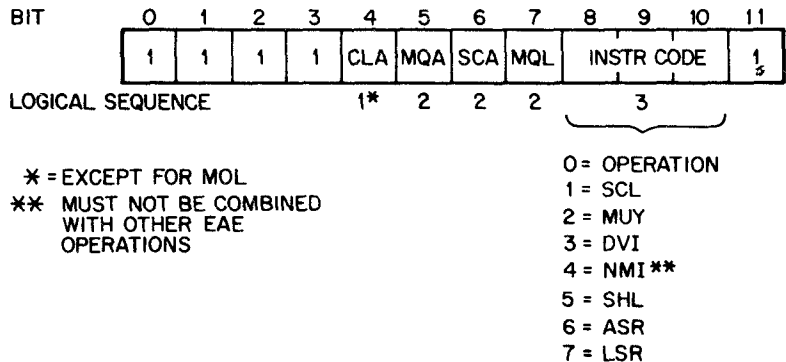 BIT 0 1 2 3 4 5 6 7 8 9 10 11
1 1 1 1 CLA MQA SCA MQL INSTR CODE 1
LOGICAL SEQUENCE 1* 2 2 2 3
* = EXCEPT FOR MOL
** MUST NOT BE COMBINED
WITH OTHER EAE
OPERATIONS
0 = OPERATION
1 = SCL
2 = MUY
3 = DVI
4 = NMI **
5 = SHL
6 = ASR
7 = LSR